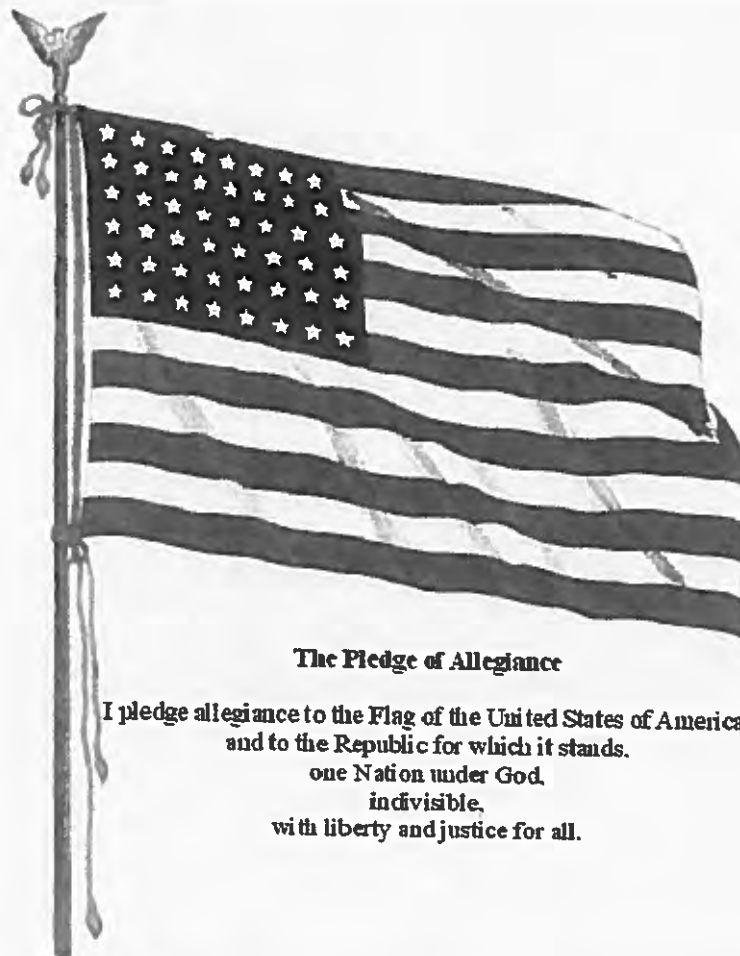 The Pledge of Allegiance
I pledge allegiance to the Flag of the United States of America
and to the Republic for which it stands.
one Nation under God,
indivisible,
with liberty and justice for all.